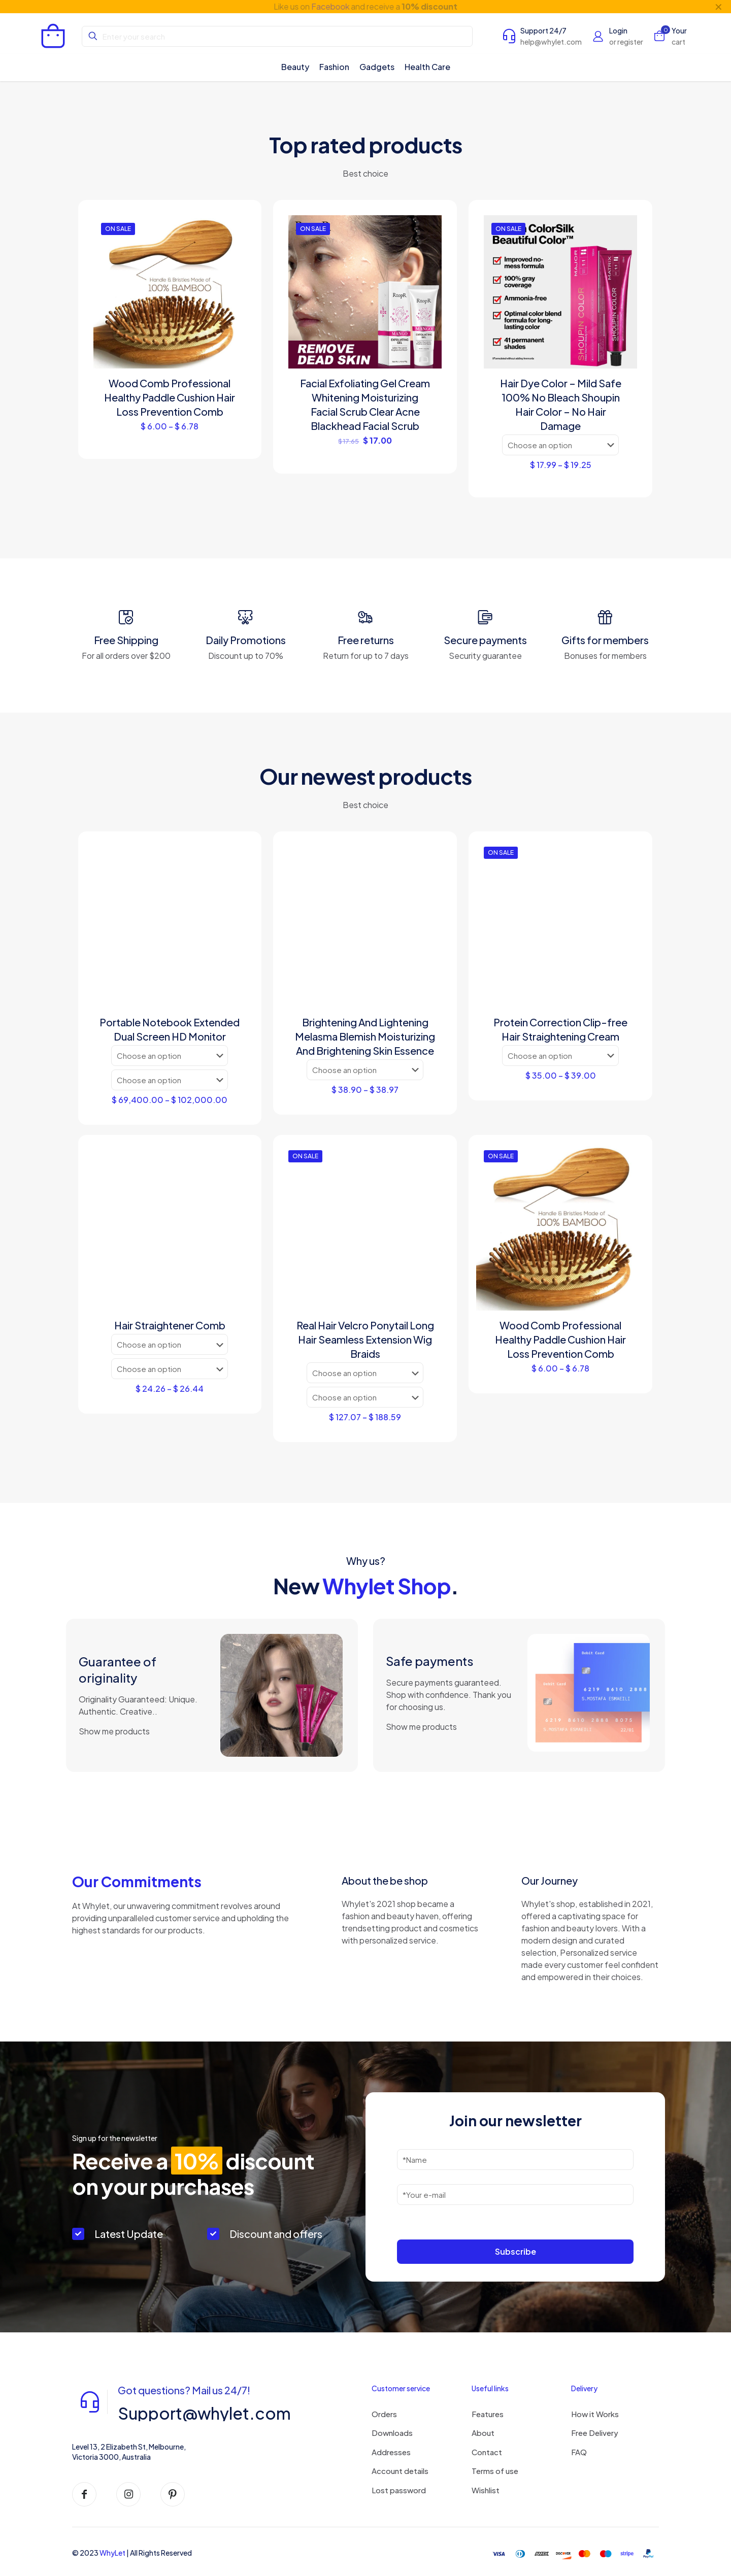 Like us on Facebook and receive a 10% discount
Enter your search
Support 24/7
help@whylet.com
Login
or register
0
Your
cart
Beauty Fashion Gadgets Health Care
Top rated products
Best choice
ON SALE
Handle & Bristles Made of
100% BAMBOO
Wood Comb Professional
Healthy Paddle Cushion Hair
Loss Prevention Comb
$ 6.00 – $ 6.78
ON SALE
RtopR
MANGO
REMOVE
DEAD SKIN
Facial Exfoliating Gel Cream
Whitening Moisturizing
Facial Scrub Clear Acne
Blackhead Facial Scrub
$ 17.65 $ 17.00
ON SALE
ColorSilk
Beautiful Color™
Improved no-
mess formula
100% gray
coverage
Ammonia-free
Optimal color blend
formula for long-
lasting color
41 permanent
shades
MAJOR
MATRIX
SHOUPIN COLOR
Hair Dye Color – Mild Safe
100% No Bleach Shoupin
Hair Color – No Hair
Damage
Choose an option
$ 17.99 – $ 19.25
Free Shipping
For all orders over $200
Daily Promotions
Discount up to 70%
Free returns
Return for up to 7 days
Secure payments
Security guarantee
Gifts for members
Bonuses for members
Our newest products
Best choice
Portable Notebook Extended
Dual Screen HD Monitor
Choose an option
Choose an option
$ 69,400.00 – $ 102,000.00
Brightening And Lightening
Melasma Blemish Moisturizing
And Brightening Skin Essence
Choose an option
$ 38.90 – $ 38.97
ON SALE
Protein Correction Clip-free
Hair Straightening Cream
Choose an option
$ 35.00 – $ 39.00
Hair Straightener Comb
Choose an option
Choose an option
$ 24.26 – $ 26.44
ON SALE
Real Hair Velcro Ponytail Long
Hair Seamless Extension Wig
Braids
Choose an option
Choose an option
$ 127.07 – $ 188.59
ON SALE
Handle & Bristles Made of
100% BAMBOO
Wood Comb Professional
Healthy Paddle Cushion Hair
Loss Prevention Comb
$ 6.00 – $ 6.78
Why us?
New Whylet Shop.
Guarantee of
originality
Originality Guaranteed: Unique.
Authentic. Creative..
Show me products
Safe payments
Secure payments guaranteed.
Shop with confidence. Thank you
for choosing us.
Show me products
6219 8610 2888
Our Commitments
At Whylet, our unwavering commitment revolves around
providing unparalleled customer service and upholding the
highest standards for our products.
About the be shop
Whylet's 2021 shop became a
fashion and beauty haven, offering
trendsetting product and cosmetics
with personalized service.
Our Journey
Whylet's shop, established in 2021,
offered a captivating space for
fashion and beauty lovers. With a
modern design and curated
selection, Personalized service
made every customer feel confident
and empowered in their choices.
Sign up for the newsletter
Receive a 10% discount
on your purchases
Latest Update
Discount and offers
Join our newsletter
*Name
*Your e-mail
Subscribe
Got questions? Mail us 24/7!
Support@whylet.com
Level 13, 2 Elizabeth St, Melbourne,
Victoria 3000, Australia
Customer service
Orders
Downloads
Addresses
Account details
Lost password
Useful links
Features
About
Contact
Terms of use
Wishlist
Delivery
How it Works
Free Delivery
FAQ
© 2023 WhyLet | All Rights Reserved
VISA
DISCOVER
stripe
PayPal